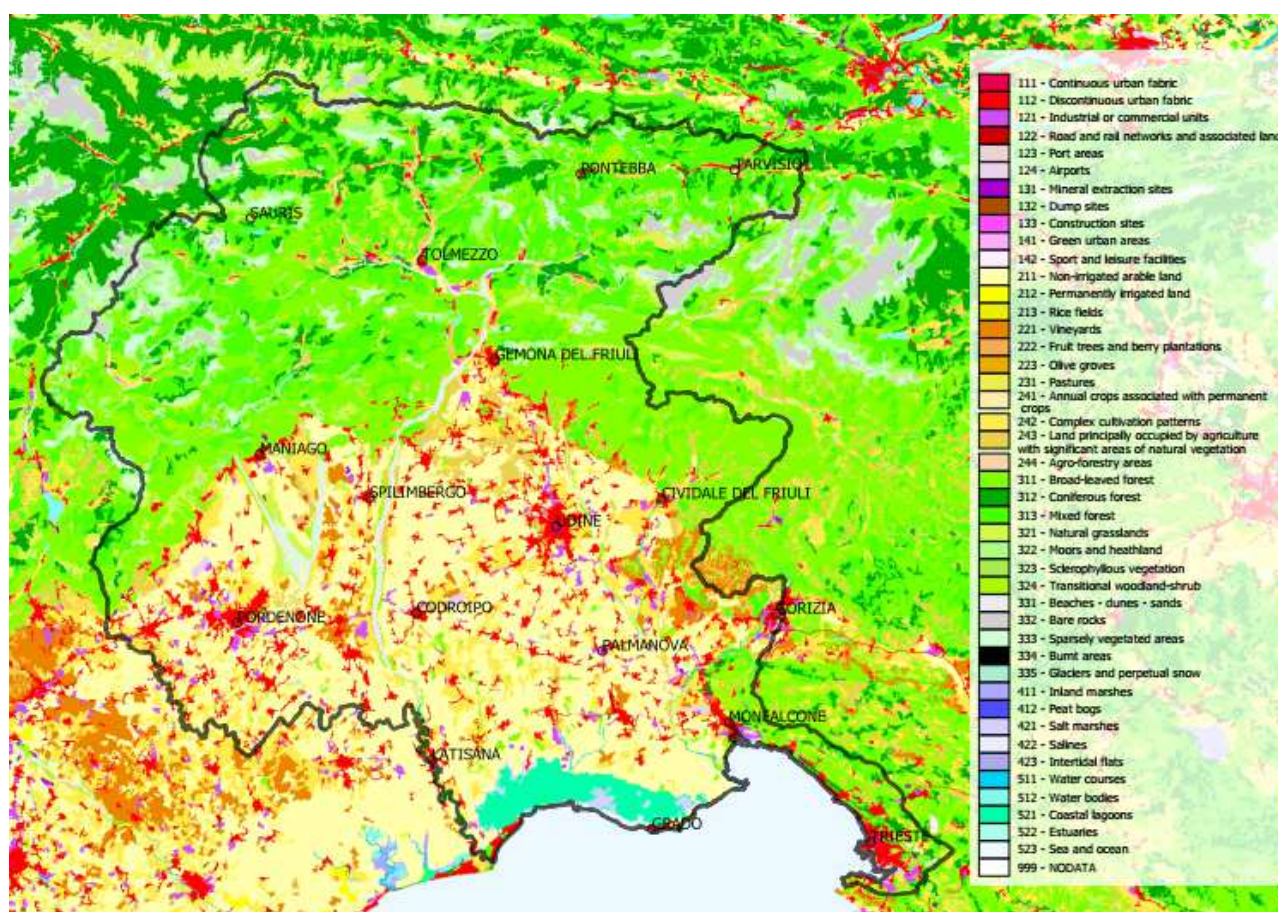 PONTEBBA
TARVISIO
SAURIS
TOLMEZZO
GEMONA DEL FRIULI
MANIAGO
SPILIMBERGO
CIVIDALE DEL FRIULI
UDINE
PORDENONE
CODROIPO
GORIZIA
PALMANOVA
MONFALCONE
LATISANA
GRADO
TRIESTE
111 - Continuous urban fabric
112 - Discontinuous urban fabric
121 - Industrial or commercial units
122 - Road and rail networks and associated land
123 - Port areas
124 - Airports
131 - Mineral extraction sites
132 - Dump sites
133 - Construction sites
141 - Green urban areas
142 - Sport and leisure facilities
211 - Non-irrigated arable land
212 - Permanently irrigated land
213 - Rice fields
221 - Vineyards
222 - Fruit trees and berry plantations
223 - Olive groves
231 - Pastures
241 - Annual crops associated with permanent
crops
242 - Complex cultivation patterns
243 - Land principally occupied by agriculture
with significant areas of natural vegetation
244 - Agro-forestry areas
311 - Broad-leaved forest
312 - Coniferous forest
313 - Mixed forest
321 - Natural grasslands
322 - Moors and heathland
323 - Sclerophyllous vegetation
324 - Transitional woodland-shrub
331 - Beaches - dunes - sands
332 - Bare rocks
333 - Sparsely vegetated areas
334 - Burnt areas
335 - Glaciers and perpetual snow
411 - Inland marshes
412 - Peat bogs
421 - Salt marshes
422 - Salines
423 - Intertidal flats
511 - Water courses
512 - Water bodies
521 - Coastal lagoons
522 - Estuaries
523 - Sea and ocean
999 - NODATA